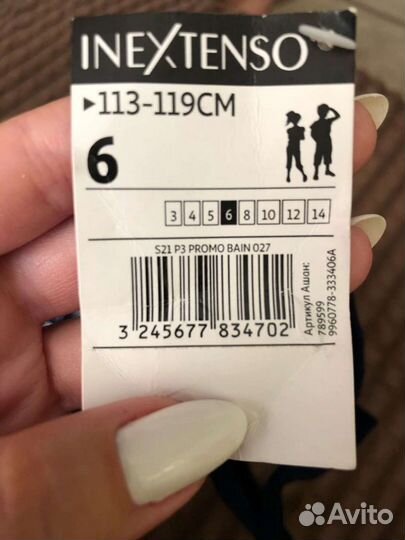 INEXTENSO
▸113-119CM
6
3 4 5 6 8 10 12 14
S21 P3 PROMO BAIN 027
3 245677 834702
Артикул Ашан:
789599
9960778-333406A
Avito